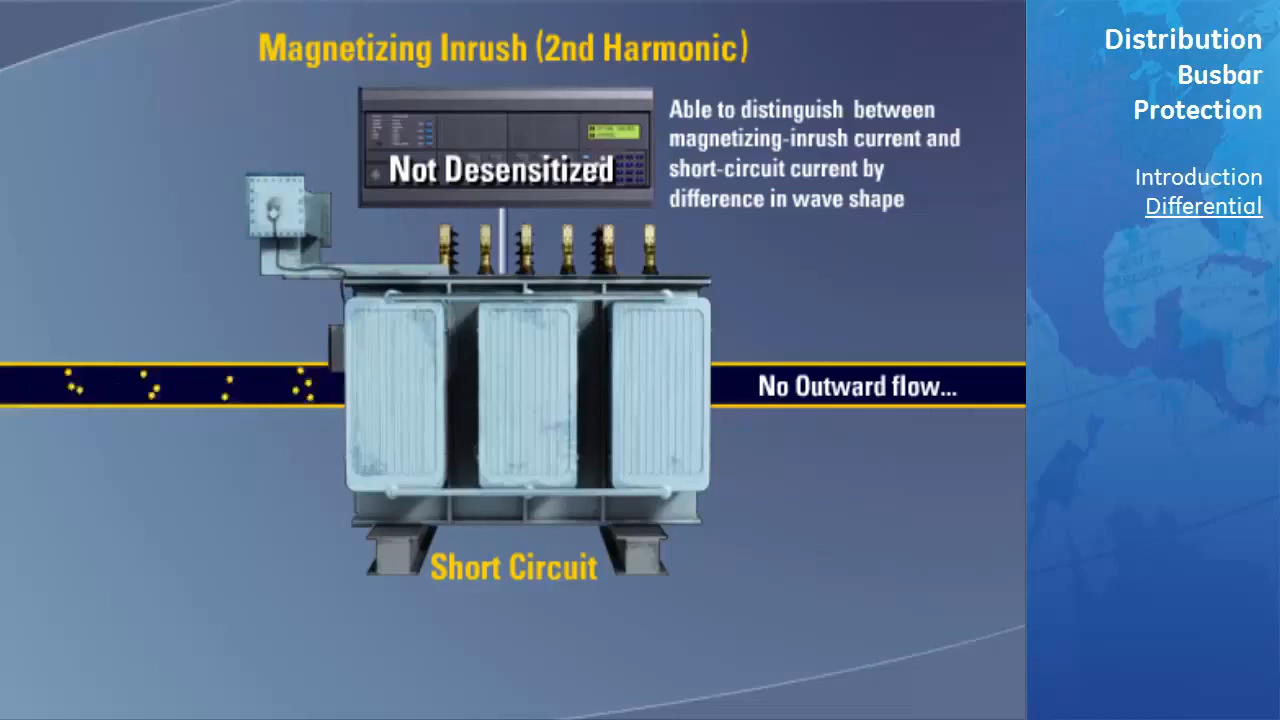 Magnetizing Inrush (2nd Harmonic)
Able to distinguish between
magnetizing-inrush current and
short-circuit current by
difference in wave shape
Not Desensitized
No Outward flow...
Short Circuit
Distribution
Busbar
Protection
Introduction
Differential